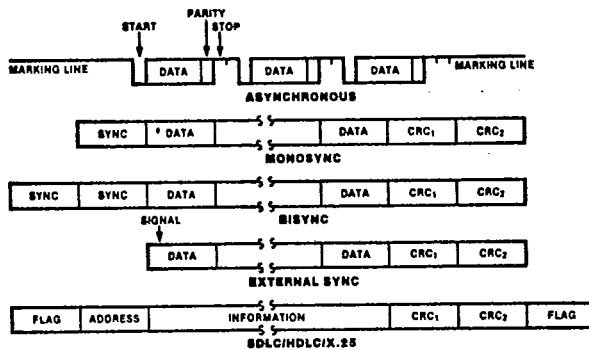 PARITY
START STOP
MARKING LINE DATA DATA DATA MARKING LINE
ASYNCHRONOUS
SYNC DATA DATA CRC₁ CRC₂
MONOSYNC
SYNC SYNC DATA DATA CRC₁ CRC₂
BISYNC
SIGNAL
DATA DATA CRC₁ CRC₂
EXTERNAL SYNC
FLAG ADDRESS INFORMATION CRC₁ CRC₂ FLAG
SDLC/HDLC/X.25